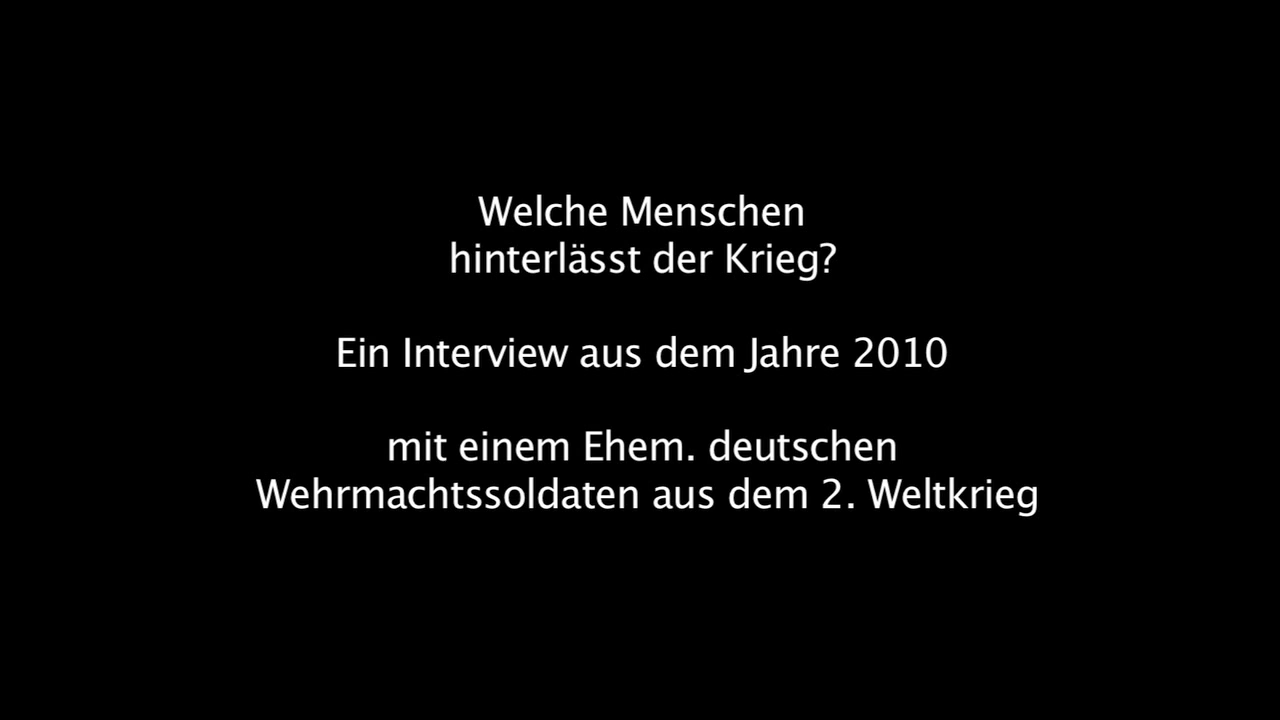 Welche Menschen
hinterlässt der Krieg?
Ein Interview aus dem Jahre 2010
mit einem Ehem. deutschen
Wehrmachtssoldaten aus dem 2. Weltkrieg